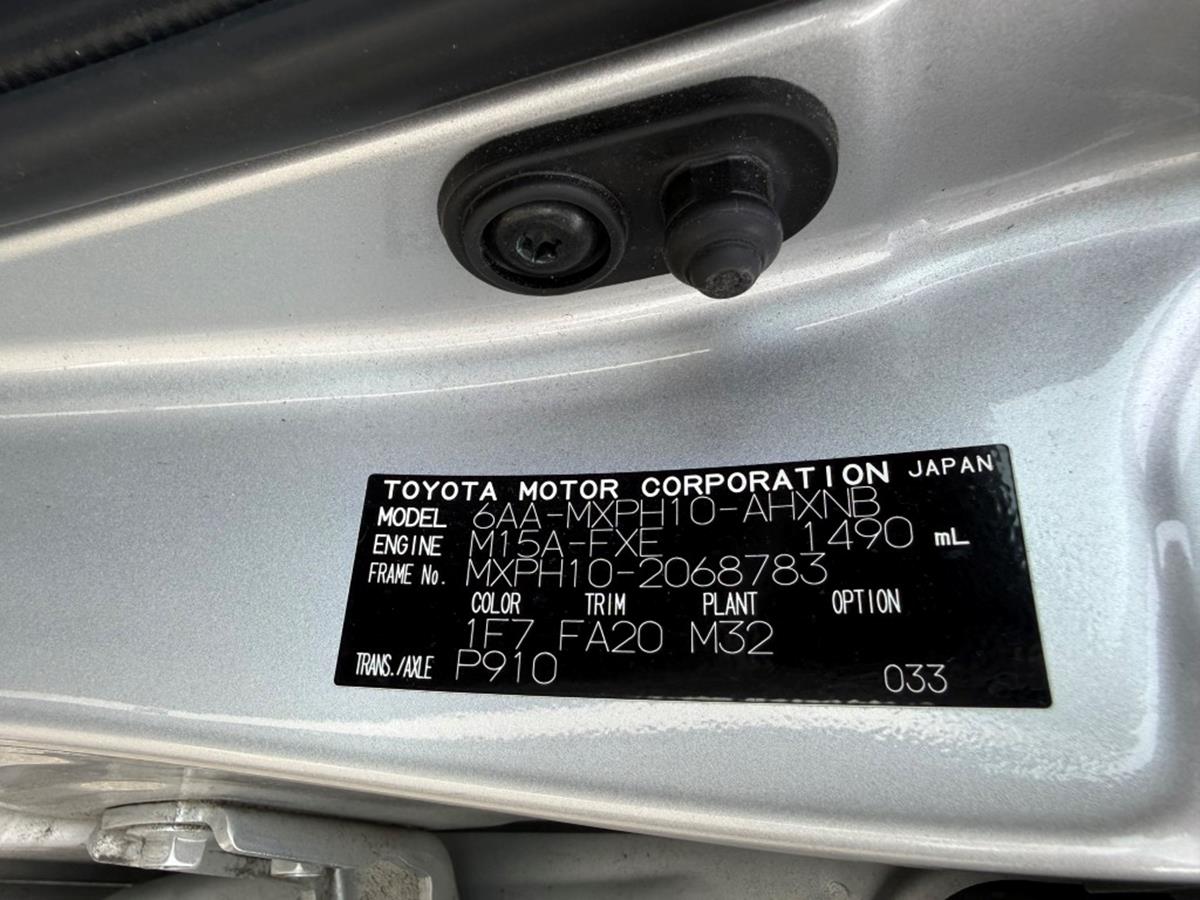 TOYOTA MOTOR CORPORATION JAPAN
MODEL 6AA-MXPH10-AHXNB
ENGINE M15A-FXE 1490 mL
FRAME No. MXPH10-2068783
COLOR TRIM PLANT OPTION
1F7 FA20 M32
TRANS./AXLE P910 033